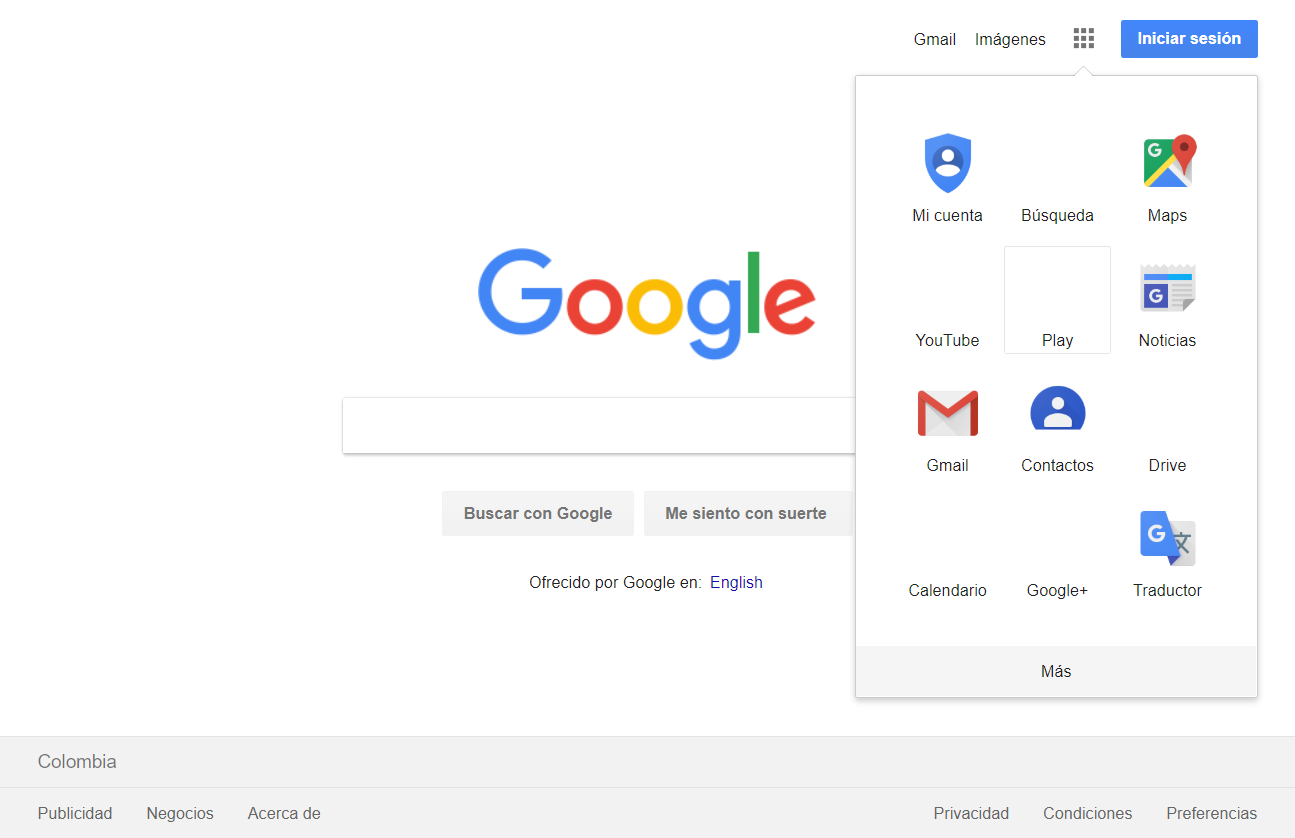 Gmail Imágenes Iniciar sesión
Mi cuenta Búsqueda Maps
Google
YouTube Play Noticias
Gmail Contactos Drive
Buscar con Google Me siento con suerte
Ofrecido por Google en: English
Calendario Google+ Traductor
Más
Colombia
Publicidad Negocios Acerca de Privacidad Condiciones Preferencias